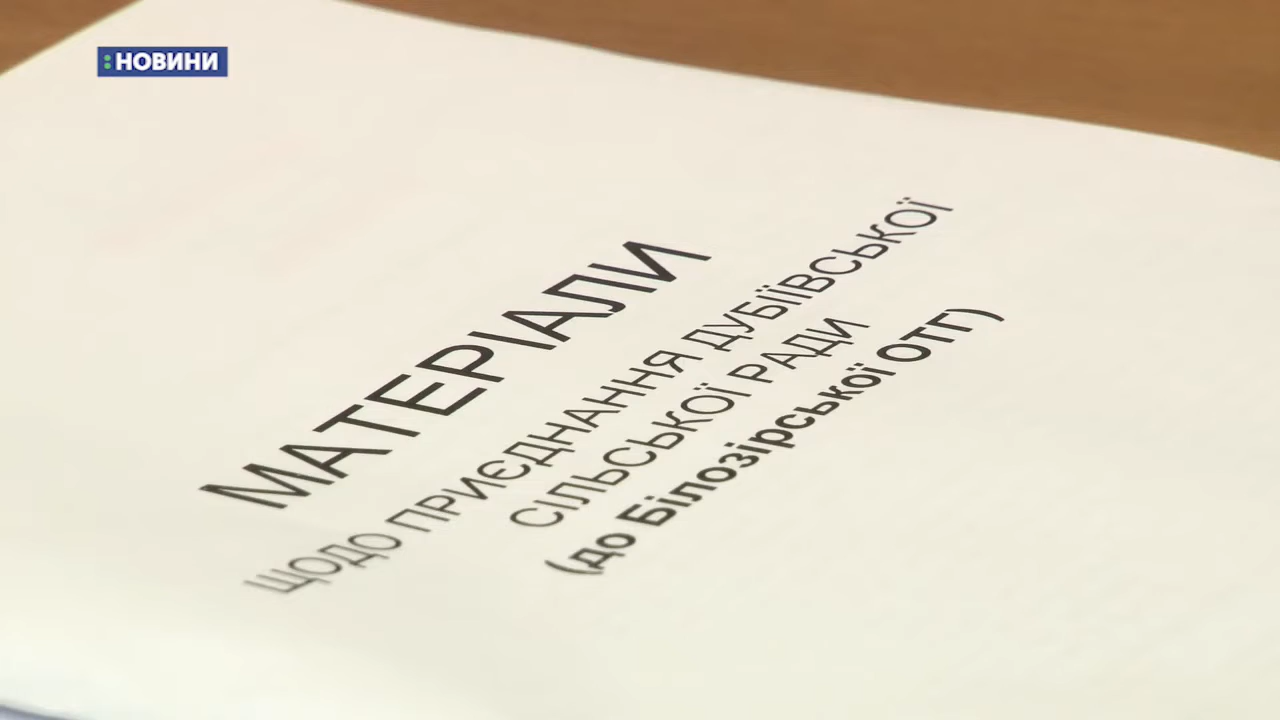 :НОВИНИ
МАТЕРІАЛИ
ЩОДО ПРИЄДНАННЯ ДУБІЇВСЬКОЇ
СІЛЬСЬКОЇ РАДИ
(до Білозірської ОТГ)